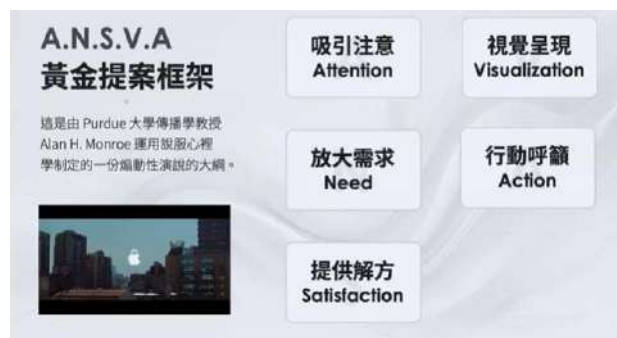 A.N.S.V.A
黃金提案框架
這是由 Purdue 大學傳播學教授
Alan H. Monroe 運用說服心裡
學制定的一份煽動性演說的大綱。
吸引注意
Attention
放大需求
Need
提供解方
Satisfaction
視覺呈現
Visualization
行動呼籲
Action